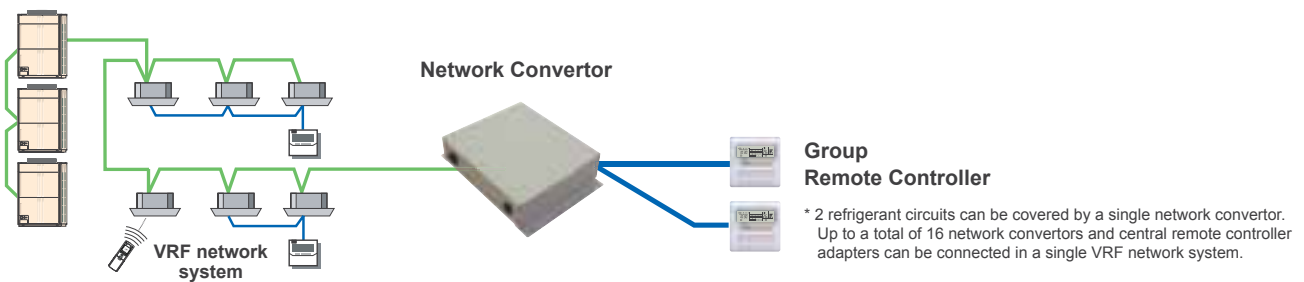 Network Convertor
Group
Remote Controller
* 2 refrigerant circuits can be covered by a single network convertor.
Up to a total of 16 network convertors and central remote controller
adapters can be connected in a single VRF network system.
VRF network
system